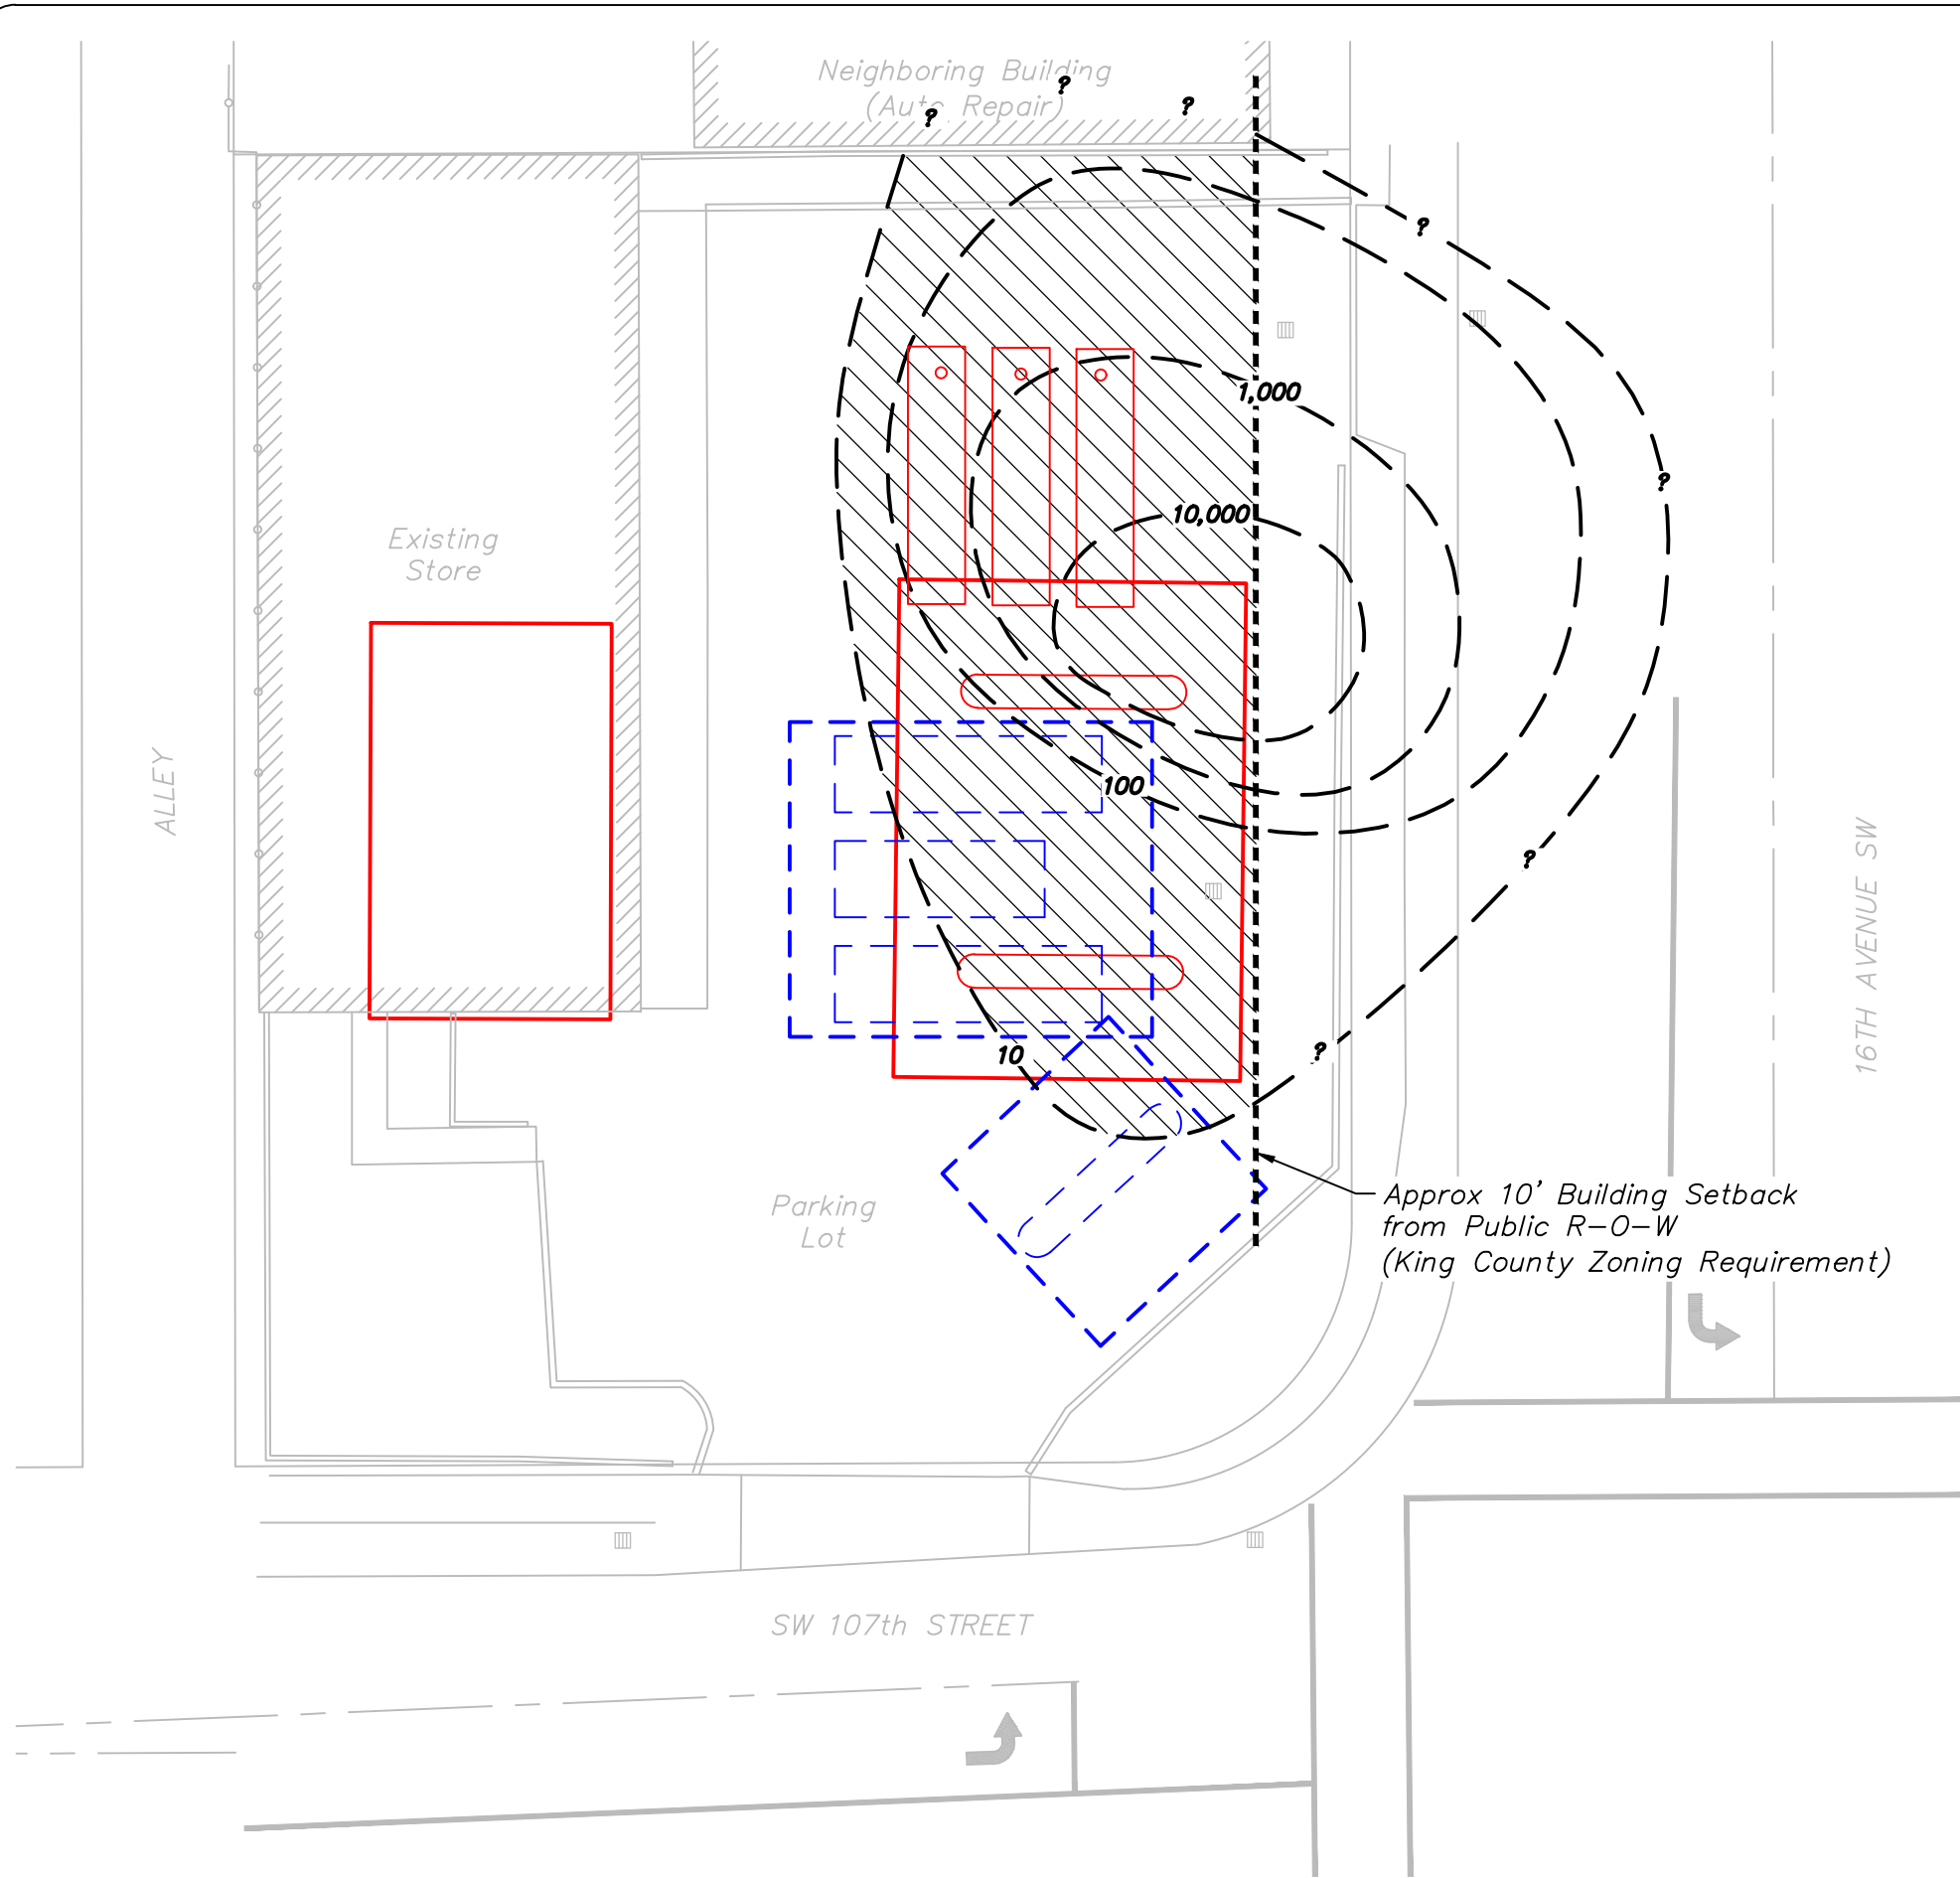 Neighboring Building
(Auto Repair)
?
?
?
?
1,000
?
10,000
Existing
Store
ALLEY
100
?
16TH AVENUE SW
10
?
Approx 10' Building Setback
from Public R-O-W
(King County Zoning Requirement)
Parking
Lot
SW 107th STREET